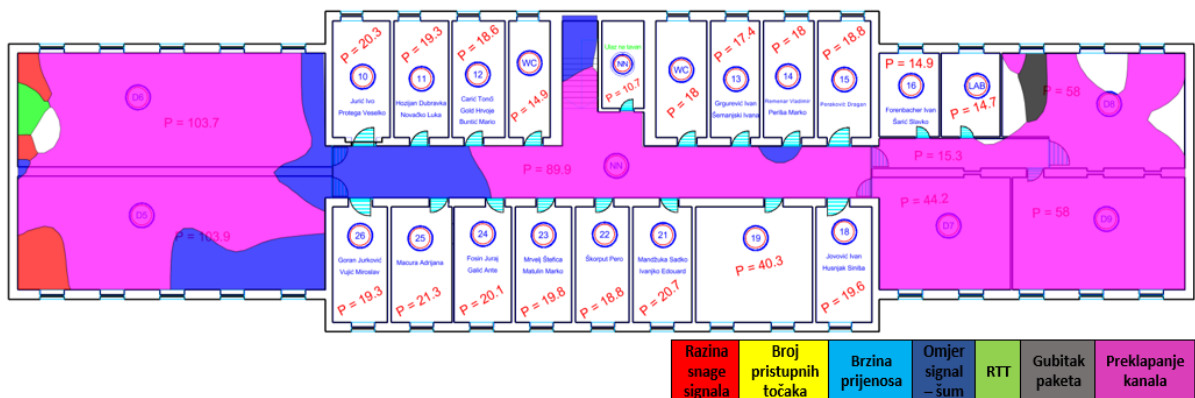 P = 20.3
10
Jurić Ivo
Protega Veselko
P = 19.3
11
Hozjan Dubravka
Novačko Luka
P = 18.6
12
Carić Tonči
Gold Hrvoje
Buntić Mario
WC
P = 14.9
Ulaz na tavan
NN
P = 10.7
WC
P = 18
P = 17.4
13
Grgurević Ivan
Šemanjski Ivana
P = 18
14
Remenar Vladimir
Periša Marko
P = 18.8
15
Peraković Dragan
P = 14.9
16
Forenbacher Ivan
Šarić Slavko
LAB
P = 14.7
P = 58
D8
D6
P = 103.7
P = 15.3
P = 89.9
NN
D5
P = 103.9
P = 44.2
D7
P = 58
D9
26
Goran Jurković
Vujić Miroslav
P = 19.3
25
Macura Adrijana
P = 21.3
24
Fosin Juraj
Galić Ante
P = 20.1
23
Mrvelj Štefica
Matulin Marko
P = 19.8
22
Škorput Pero
P = 18.8
21
Mandžuka Sadko
Ivanjko Edouard
P = 20.7
19
P = 40.3
18
Jovović Ivan
Husnjak Siniša
P = 19.6
Razina
snage
signala
Broj
pristupnih
točaka
Brzina
prijenosa
Omjer
signal
– šum
RTT
Gubitak
paketa
Preklapanje
kanala